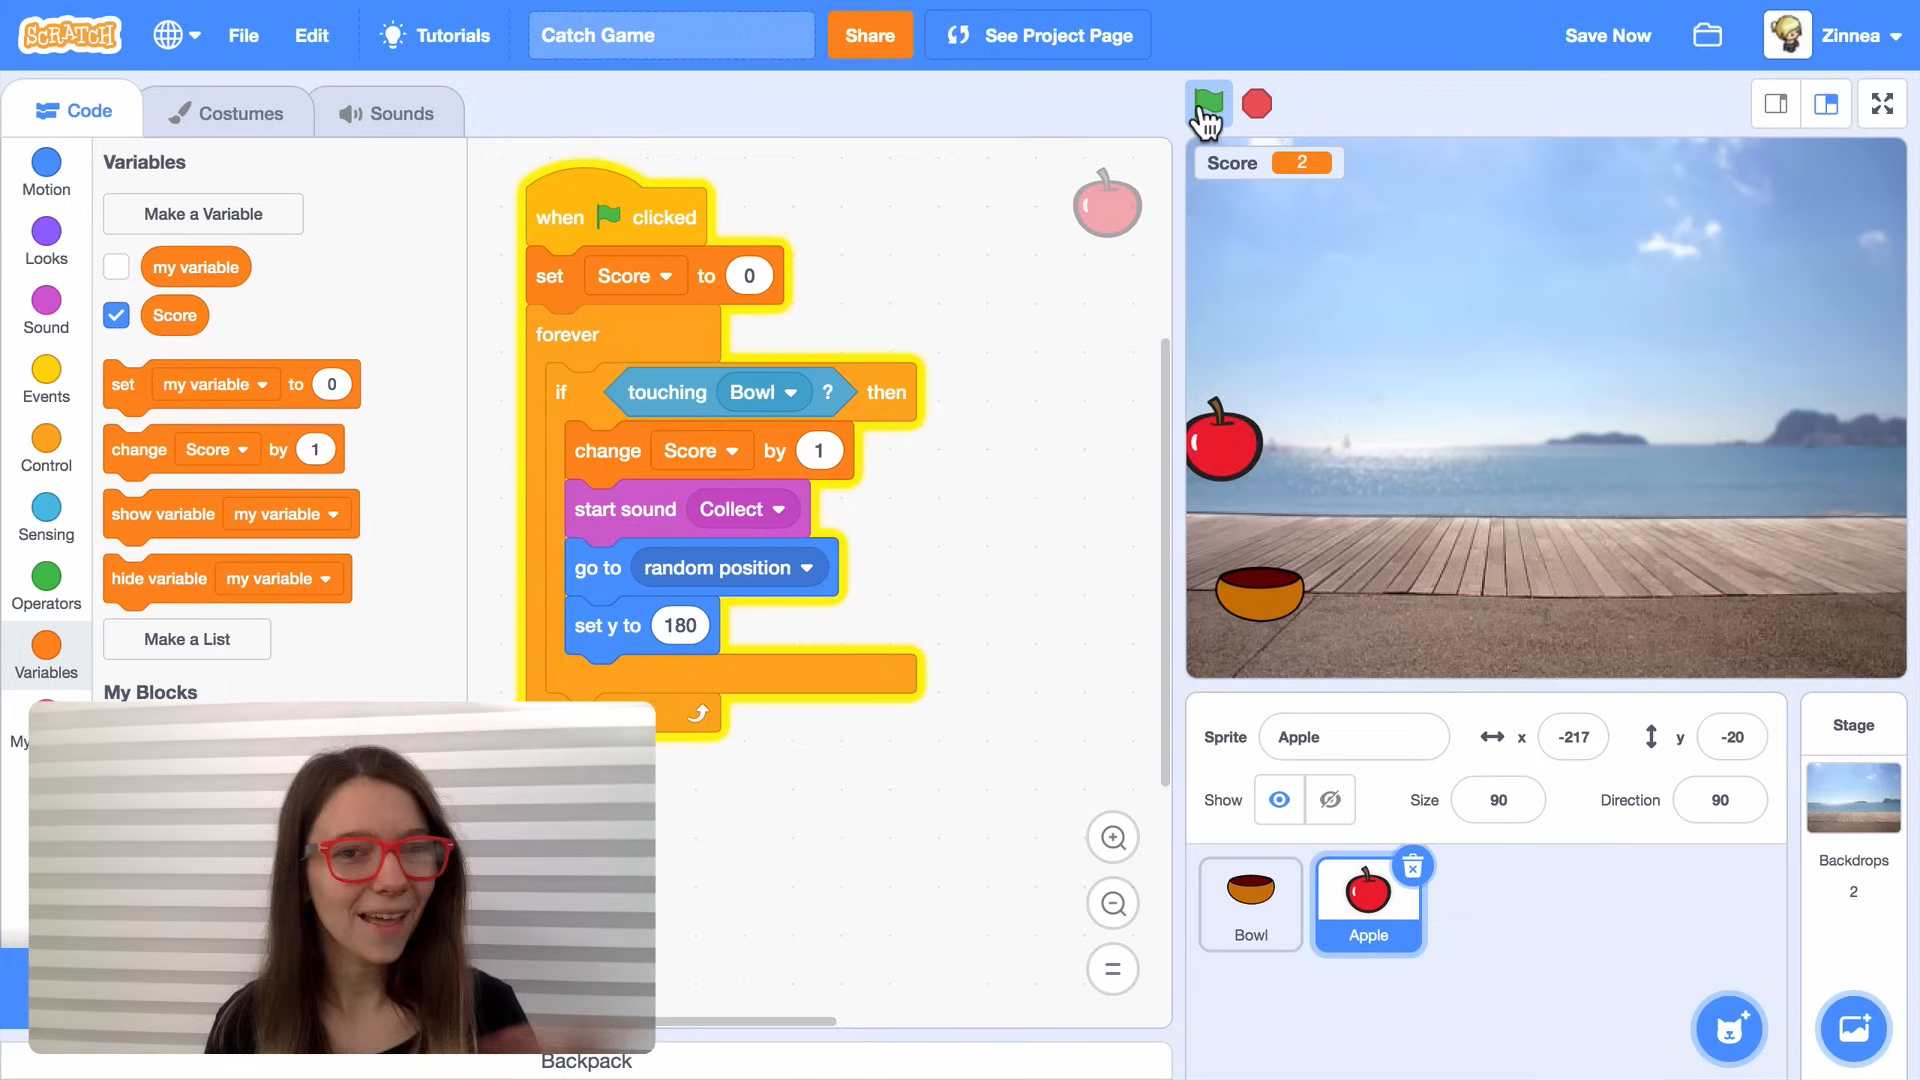 SCRATCH
File
Edit
Tutorials
Catch Game
Share
See Project Page
Save Now
Zinnea
Code
Costumes
Sounds
Motion
Looks
Sound
Events
Control
Sensing
Operators
Variables
My
Variables
Make a Variable
my variable
Score
set my variable to 0
change Score by 1
show variable my variable
hide variable my variable
Make a List
My Blocks
when clicked
set Score to 0
forever
if touching Bowl ? then
change Score by 1
start sound Collect
go to random position
set y to 180
Backpack
Score 2
Sprite Apple x -217 y -20
Show Size 90 Direction 90
Bowl
Apple
Stage
Backdrops
2